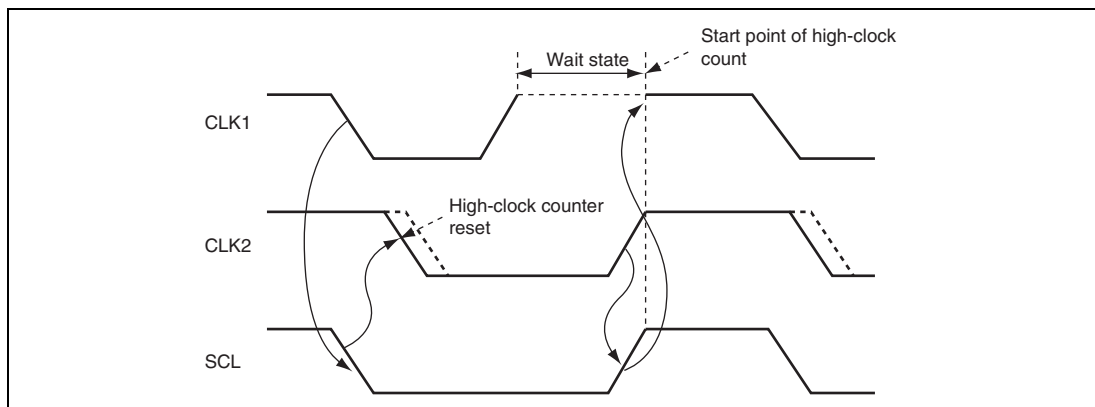 Start point of high-clock
count
Wait state
CLK1
High-clock counter
reset
CLK2
SCL